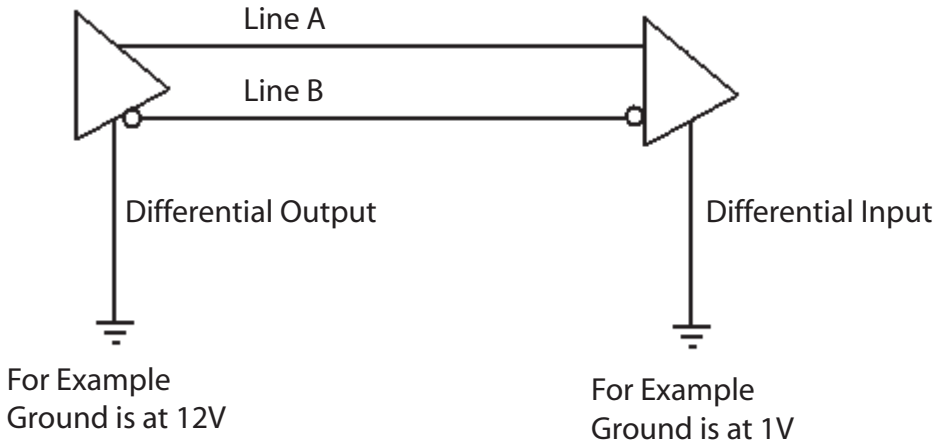 Line A
Line B
Differential Output
Differential Input
For Example
Ground is at 12V
For Example
Ground is at 1V